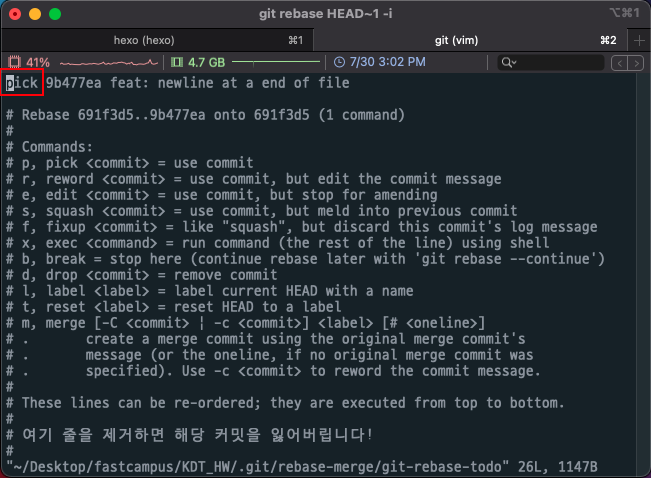 git rebase HEAD~1 -i
⌥⌘1
hexo (hexo)
⌘1
git (vim)
⌘2
41%
4.7 GB
7/30 3:02 PM
pick 9b477ea feat: newline at a end of file
# Rebase 691f3d5..9b477ea onto 691f3d5 (1 command)
#
# Commands:
# p, pick <commit> = use commit
# r, reword <commit> = use commit, but edit the commit message
# e, edit <commit> = use commit, but stop for amending
# s, squash <commit> = use commit, but meld into previous commit
# f, fixup <commit> = like "squash", but discard this commit's log message
# x, exec <command> = run command (the rest of the line) using shell
# b, break = stop here (continue rebase later with 'git rebase --continue')
# d, drop <commit> = remove commit
# l, label <label> = label current HEAD with a name
# t, reset <label> = reset HEAD to a label
# m, merge [-C <commit> | -c <commit>] <label> [# <oneline>]
# .       create a merge commit using the original merge commit's
# .       message (or the oneline, if no original merge commit was
# .       specified). Use -c <commit> to reword the commit message.
#
# These lines can be re-ordered; they are executed from top to bottom.
#
# 여기 줄을 제거하면 해당 커밋을 잃어버립니다!
#
"~/Desktop/fastcampus/KDT_HW/.git/rebase-merge/git-rebase-todo" 26L, 1147B